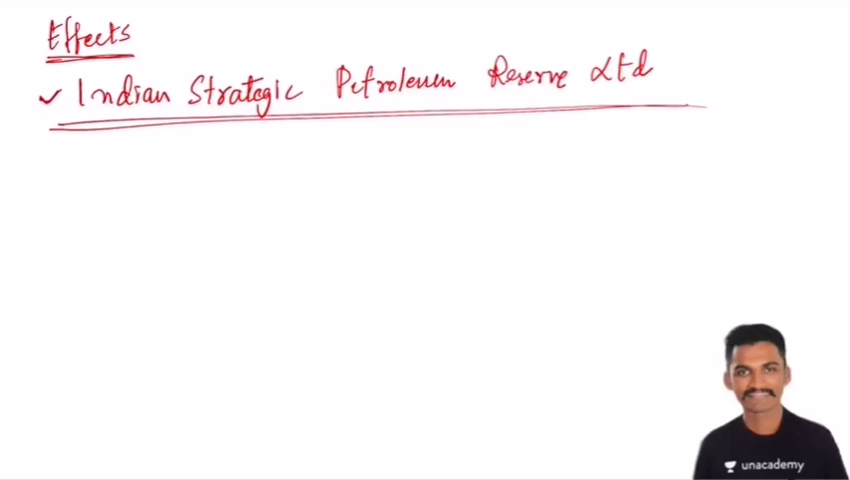 Effects
✓ Indian Strategic Petroleum Reserve Ltd
unacademy